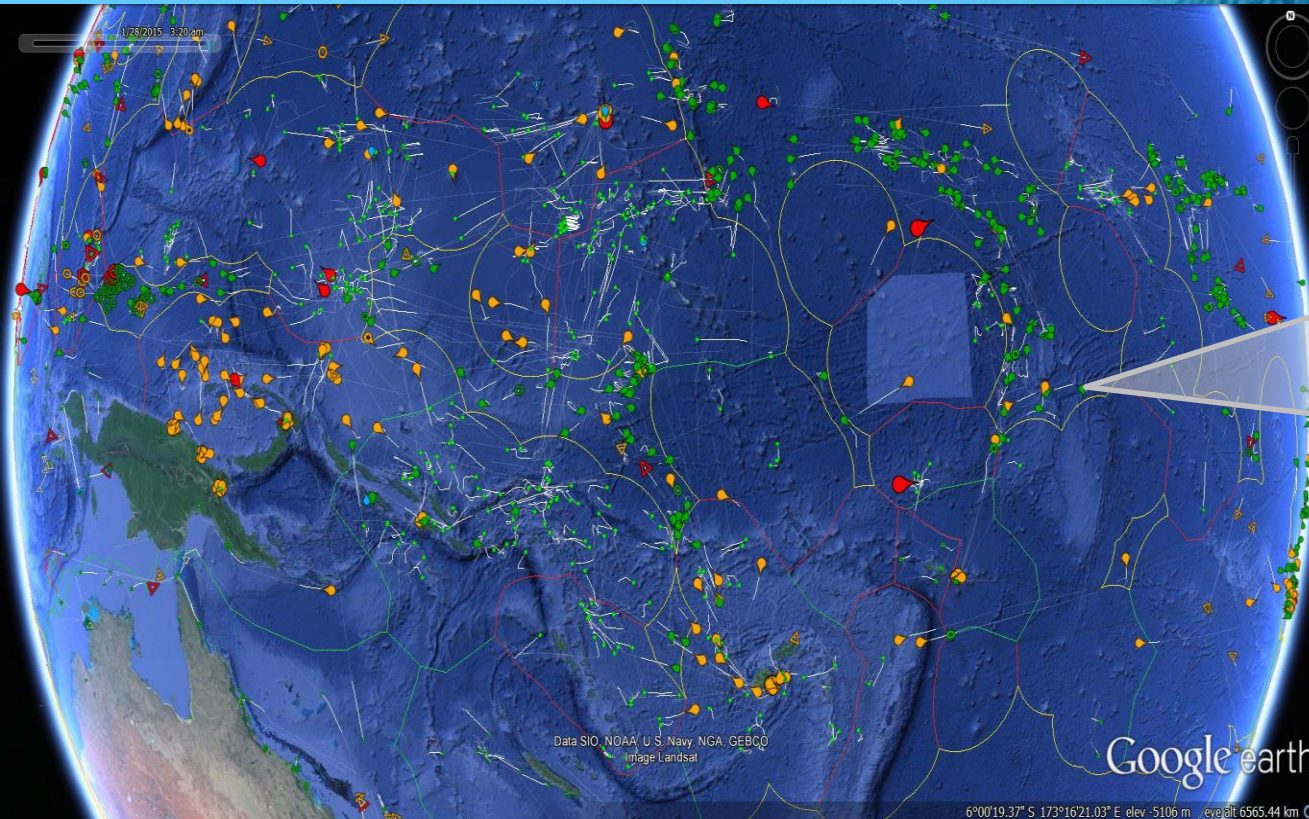 1/28/2015 3:20 am
N
Data SIO, NOAA, U.S. Navy, NGA, GEBCO
Image Landsat
Google earth
6°00'19.37" S 173°16'21.03" E elev -5106 m eye alt 6565.44 km